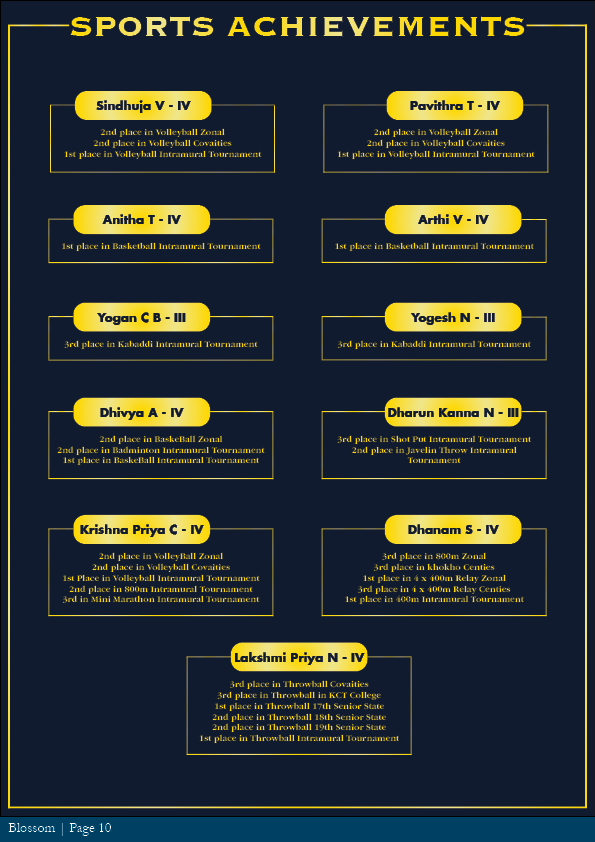 SPORTS ACHIEVEMENTS
Sindhuja V - IV
2nd place in Volleyball Zonal
2nd place in Volleyball Covaities
1st place in Volleyball Intramural Tournament
Pavithra T - IV
2nd place in Volleyball Zonal
2nd place in Volleyball Covaities
1st place in Volleyball Intramural Tournament
Anitha T - IV
1st place in Basketball Intramural Tournament
Arthi V - IV
1st place in Basketball Intramural Tournament
Yogan C B - III
3rd place in Kabaddi Intramural Tournament
Yogesh N - III
3rd place in Kabaddi Intramural Tournament
Dhivya A - IV
2nd place in BaskeBall Zonal
2nd place in Badminton Intramural Tournament
1st place in BaskeBall Intramural Tournament
Dharun Kanna N - III
3rd place in Shot Put Intramural Tournament
2nd place in Javelin Throw Intramural
Tournament
Krishna Priya C - IV
2nd place in VolleyBall Zonal
2nd place in Volleyball Covaities
1st Place in Volleyball Intramural Tournament
2nd place in 800m Intramural Tournament
3rd in Mini Marathon Intramural Tournament
Dhanam S - IV
3rd place in 800m Zonal
3rd place in khokho Centies
1st place in 4 x 400m Relay Zonal
3rd place in 4 x 400m Relay Centies
1st place in 400m Intramural Tournament
Lakshmi Priya N - IV
3rd place in Throwball Covaities
3rd place in Throwball in KCT College
1st place in Throwball 17th Senior State
2nd place in Throwball 18th Senior State
2nd place in Throwball 19th Senior State
1st place in Throwball Intramural Tournament
Blossom | Page 10